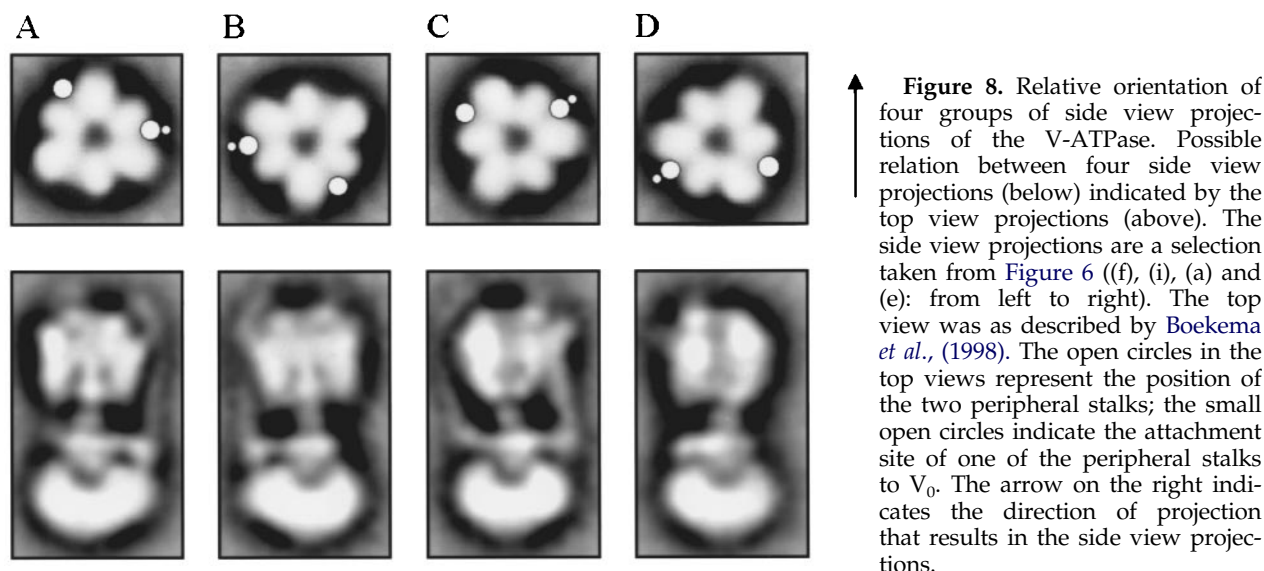 A B C D
Figure 8. Relative orientation of
four groups of side view projec-
tions of the V-ATPase. Possible
relation between four side view
projections (below) indicated by the
top view projections (above). The
side view projections are a selection
taken from Figure 6 ((f), (i), (a) and
(e): from left to right). The top
view was as described by Boekema
et al., (1998). The open circles in the
top views represent the position of
the two peripheral stalks; the small
open circles indicate the attachment
site of one of the peripheral stalks
to V₀. The arrow on the right indi-
cates the direction of projection
that results in the side view projec-
tions.